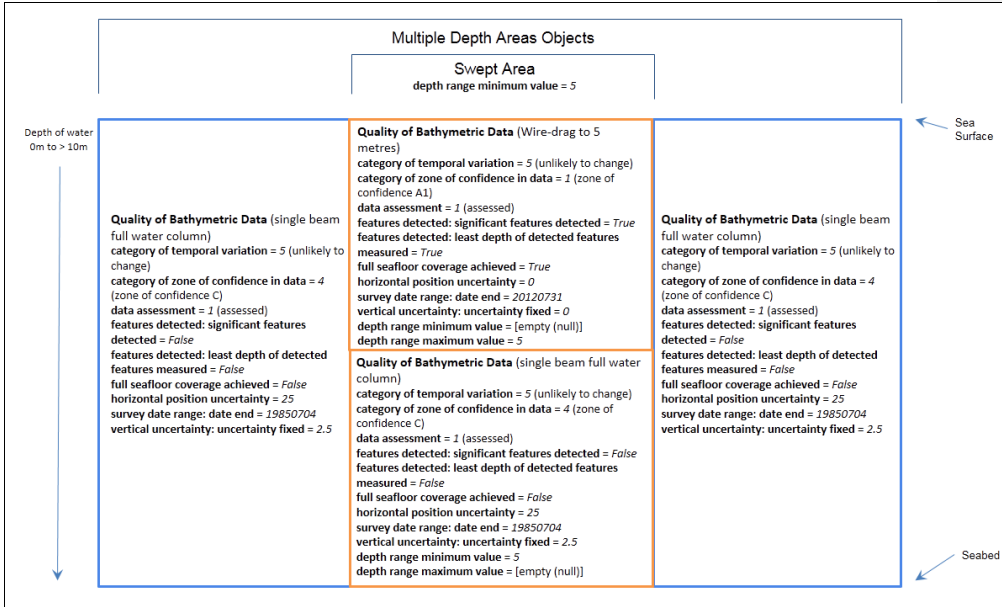 Multiple Depth Areas Objects
Swept Area
depth range minimum value = 5
Depth of water
0m to > 10m
Sea
Surface
Quality of Bathymetric Data (single beam
full water column)
category of temporal variation = 5 (unlikely to
change)
category of zone of confidence in data = 4
(zone of confidence C)
data assessment = 1 (assessed)
features detected: significant features
detected = False
features detected: least depth of detected
features measured = False
full seafloor coverage achieved = False
horizontal position uncertainty = 25
survey date range: date end = 19850704
vertical uncertainty: uncertainty fixed = 2.5
Quality of Bathymetric Data (Wire-drag to 5
metres)
category of temporal variation = 5 (unlikely to change)
category of zone of confidence in data = 1 (zone of
confidence A1)
data assessment = 1 (assessed)
features detected: significant features detected = True
features detected: least depth of detected features
measured = True
full seafloor coverage achieved = True
horizontal position uncertainty = 0
survey date range: date end = 20120731
vertical uncertainty: uncertainty fixed = 0
depth range minimum value = [empty (null)]
depth range maximum value = 5
Quality of Bathymetric Data (single beam full water
column)
category of temporal variation = 5 (unlikely to change)
category of zone of confidence in data = 4 (zone of
confidence C)
data assessment = 1 (assessed)
features detected: significant features detected = False
features detected: least depth of detected features
measured = False
full seafloor coverage achieved = False
horizontal position uncertainty = 25
survey date range: date end = 19850704
vertical uncertainty: uncertainty fixed = 2.5
depth range minimum value = 5
depth range maximum value = [empty (null)]
Quality of Bathymetric Data (single beam
full water column)
category of temporal variation = 5 (unlikely to
change)
category of zone of confidence in data = 4
(zone of confidence C)
data assessment = 1 (assessed)
features detected: significant features
detected = False
features detected: least depth of detected
features measured = False
full seafloor coverage achieved = False
horizontal position uncertainty = 25
survey date range: date end = 19850704
vertical uncertainty: uncertainty fixed = 2.5
Seabed